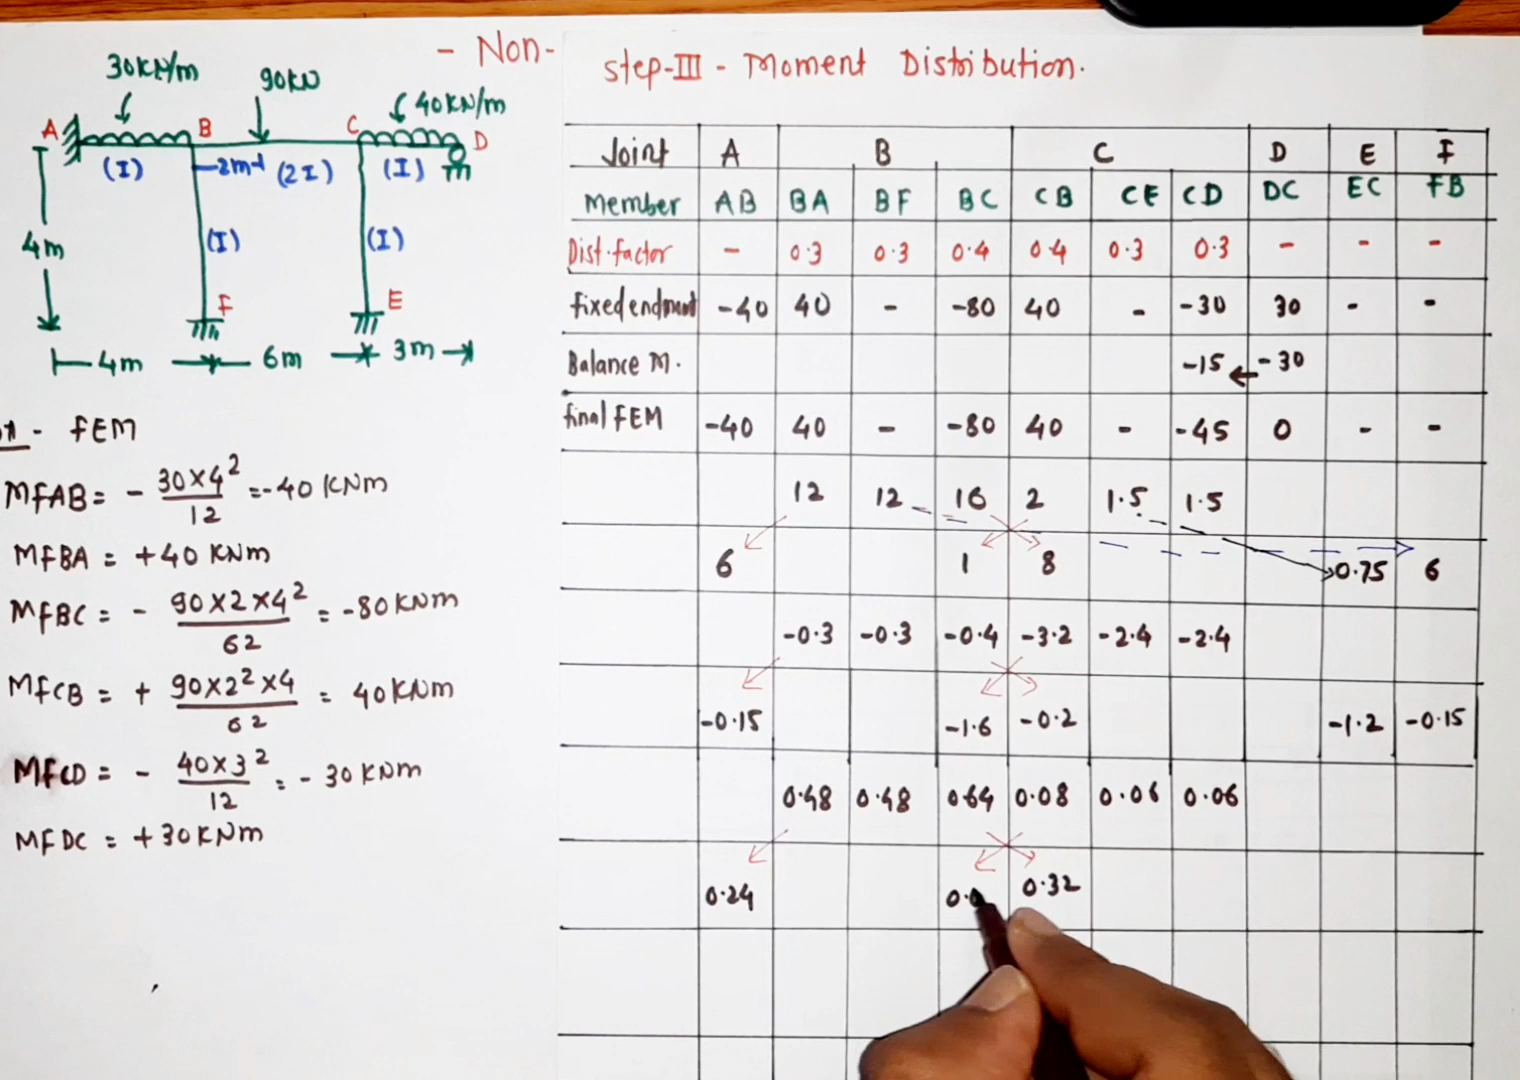 - Non-
30KN/m
90KN
40KN/m
A
B
C
D
(I)
2m
(2I)
(I)
4m
(I)
(I)
F
E
4m
6m
3m
- FEM
MFAB = - 30×4² / 12 = -40 KNm
MFBA = +40 KNm
MFBC = - 90×2×4² / 62 = -80 KNm
MFCB = + 90×2²×4 / 62 = 40 KNm
MFCD = - 40×3² / 12 = -30 KNm
MFDC = +30 KNm
Step-III - Moment Distribution.
Joint A B C D E F
Member AB BA BF BC CB CE CD DC EC FB
Dist.factor - 0.3 0.3 0.4 0.4 0.3 0.3 - - -
fixed end -40 40 - -80 40 - -30 30 - -
Balance M. -15 ← -30
final FEM -40 40 - -80 40 - -45 0 - -
12 12 16 2 1.5 1.5
6 1 8 0.75 6
-0.3 -0.3 -0.4 -3.2 -2.4 -2.4
-0.15 -1.6 -0.2 -1.2 -0.15
0.48 0.48 0.64 0.08 0.06 0.06
0.24 0.32